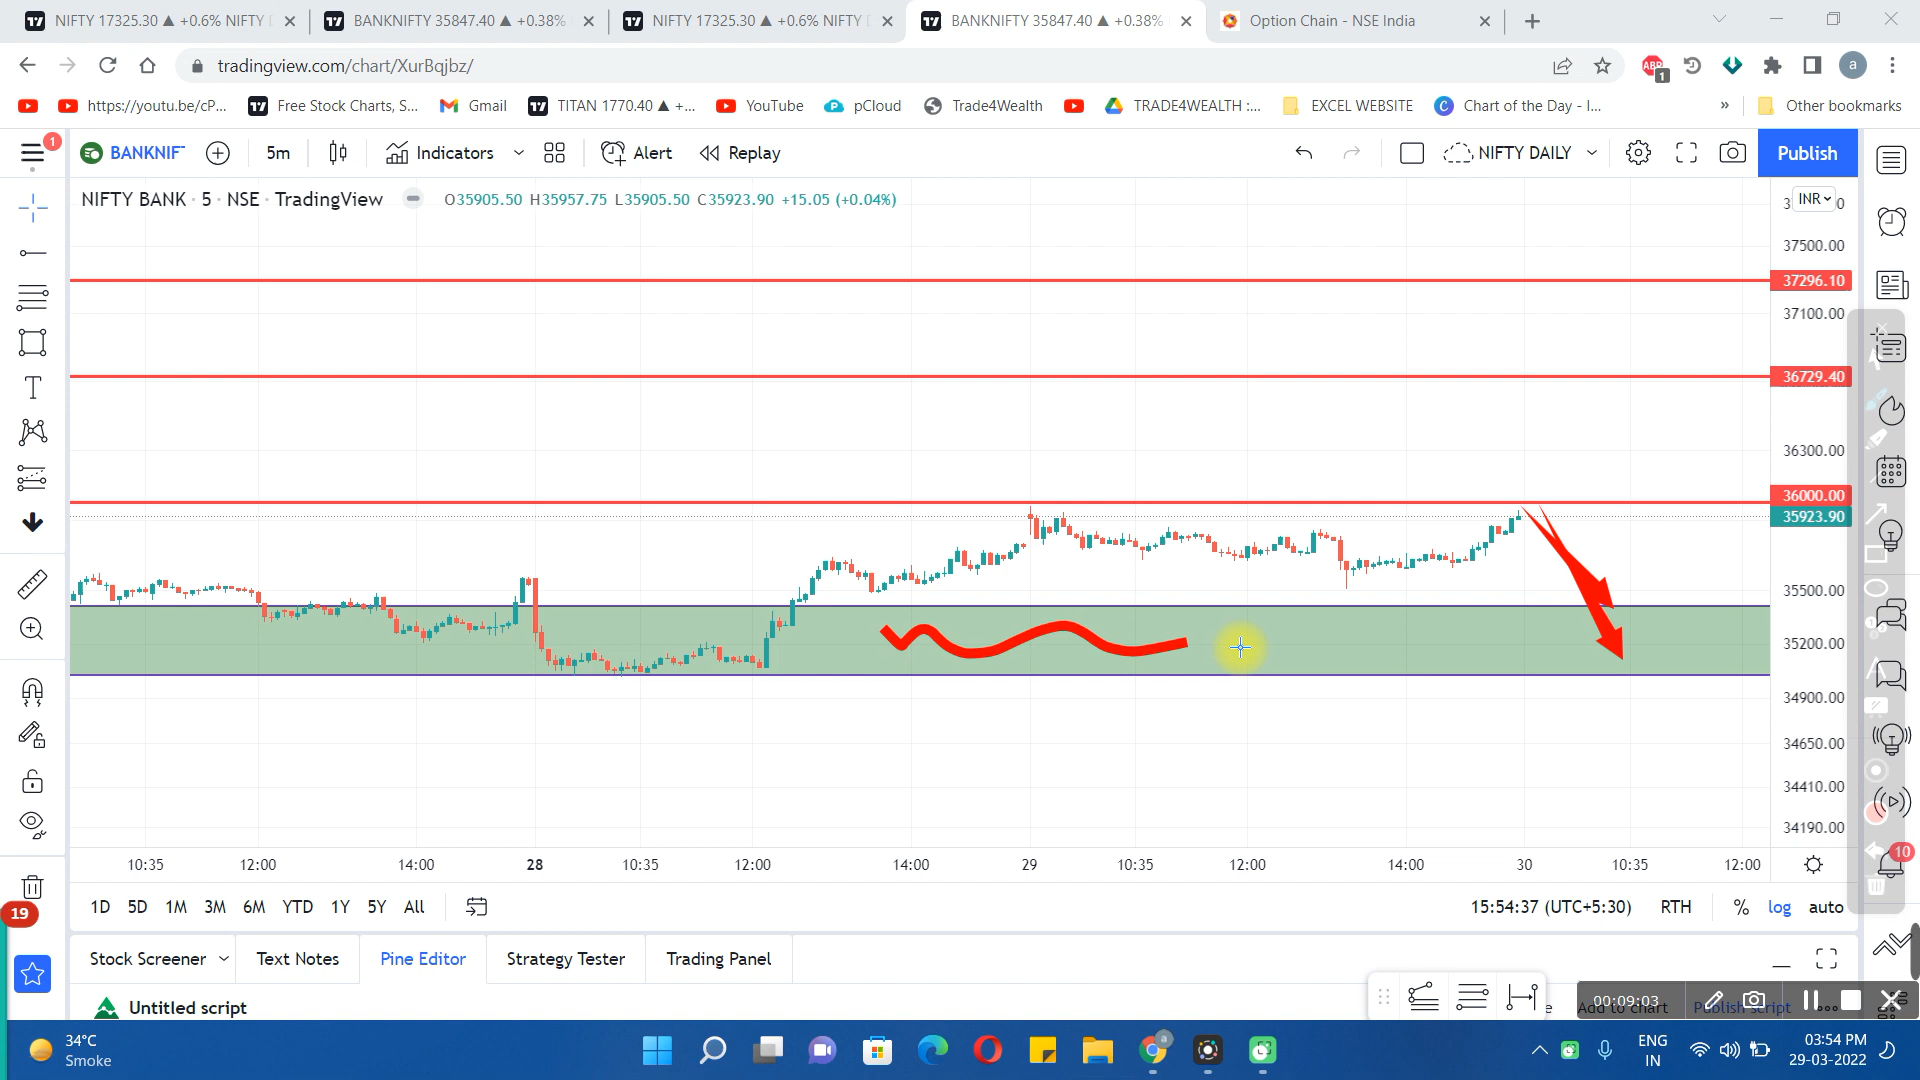 NIFTY 17325.30 ▲ +0.6% NIFTY
BANKNIFTY 35847.40 ▲ +0.38%
NIFTY 17325.30 ▲ +0.6% NIFTY
BANKNIFTY 35847.40 ▲ +0.38%
Option Chain - NSE India
tradingview.com/chart/XurBqjbz/
ABP
1
a
https://youtu.be/cP...
Free Stock Charts, S...
Gmail
TITAN 1770.40 ▲ +...
YouTube
pCloud
Trade4Wealth
TRADE4WEALTH :...
EXCEL WEBSITE
Chart of the Day - I...
»
Other bookmarks
1
BANKNIF
5m
Indicators
Alert
Replay
NIFTY DAILY
Publish
NIFTY BANK · 5 · NSE · TradingView
O35905.50 H35957.75 L35905.50 C35923.90 +15.05 (+0.04%)
INR
37500.00
37296.10
37100.00
36729.40
36300.00
36000.00
35923.90
35500.00
35200.00
34900.00
34650.00
34410.00
34190.00
10:35
12:00
14:00
28
10:35
12:00
14:00
29
10:35
12:00
14:00
30
10:35
12:00
10
19
1D 5D 1M 3M 6M YTD 1Y 5Y All
15:54:37 (UTC+5:30)
RTH
%
log
auto
Stock Screener
Text Notes
Pine Editor
Strategy Tester
Trading Panel
Untitled script
00:09:03
Add to chart
Publish script
34°C
Smoke
ENG
IN
03:54 PM
29-03-2022